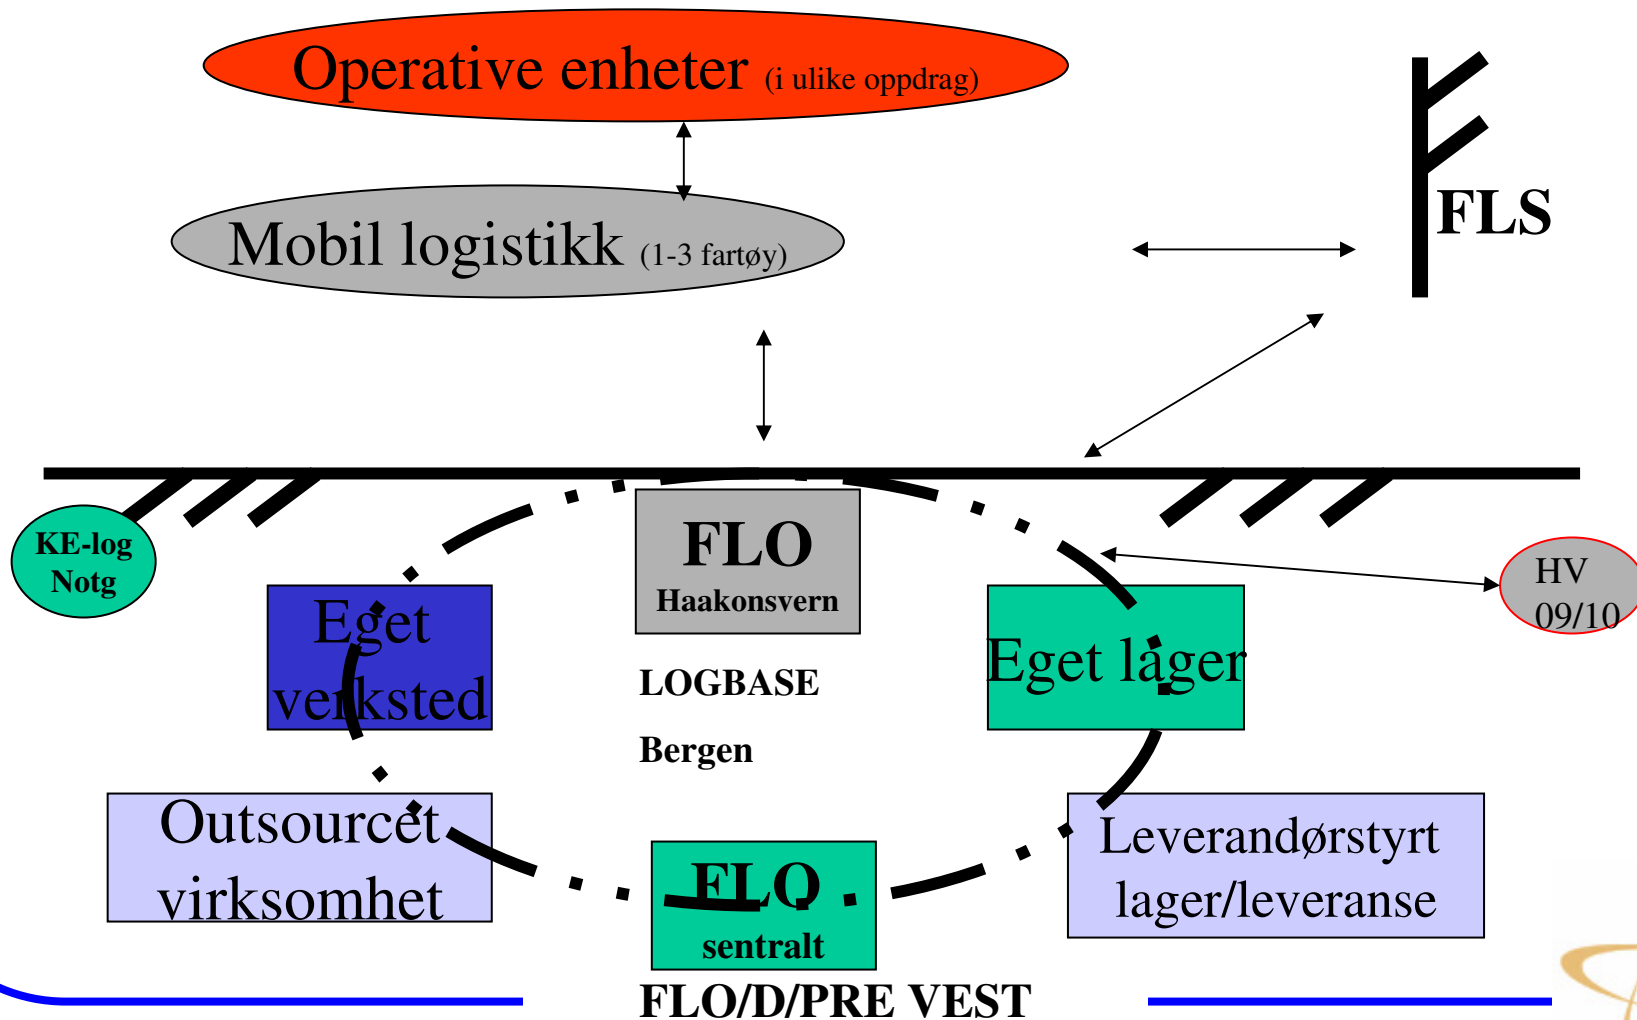 Operative enheter (i ulike oppdrag)
Mobil logistikk (1-3 fartøy)
FLS
KE-log
Notg
FLO
Haakonsvern
HV
09/10
Eget
verksted
Eget lager
LOGBASE
Bergen
Outsourcet
virksomhet
FLO
sentralt
Leverandørstyrt
lager/leveranse
FLO/D/PRE VEST